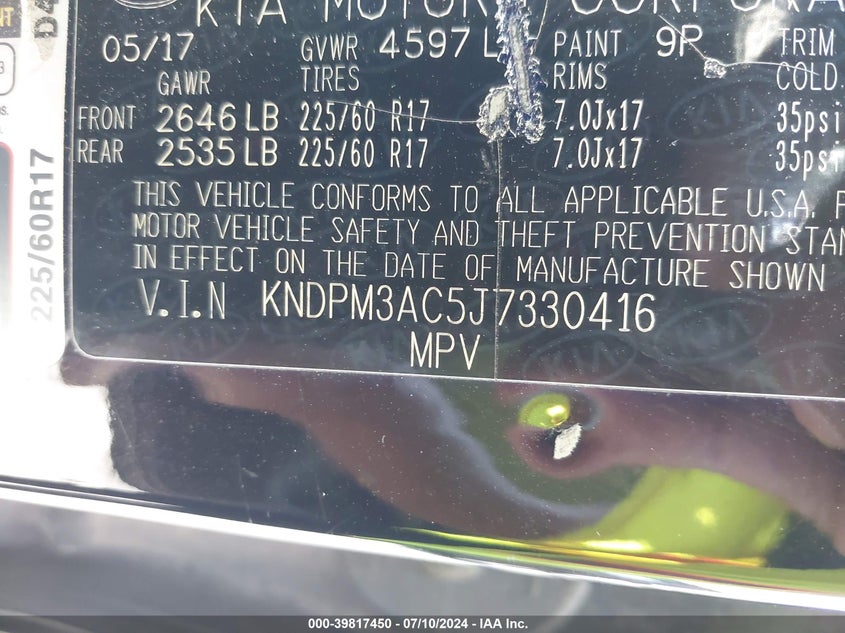 KIA MOTORS CORPORA
05/17 GVWR 4597 L PAINT 9P TRIM
GAWR TIRES RIMS COLD
FRONT 2646 LB 225/60 R17 7.0Jx17 35psi
REAR 2535 LB 225/60 R17 7.0Jx17 35psi
THIS VEHICLE CONFORMS TO ALL APPLICABLE U.S.A. F
MOTOR VEHICLE SAFETY AND THEFT PREVENTION STAN
IN EFFECT ON THE DATE OF MANUFACTURE SHOWN
V.I.N KNDPM3AC5J7330416
MPV
225/60R17
000-39817450 - 07/10/2024 - IAA Inc.